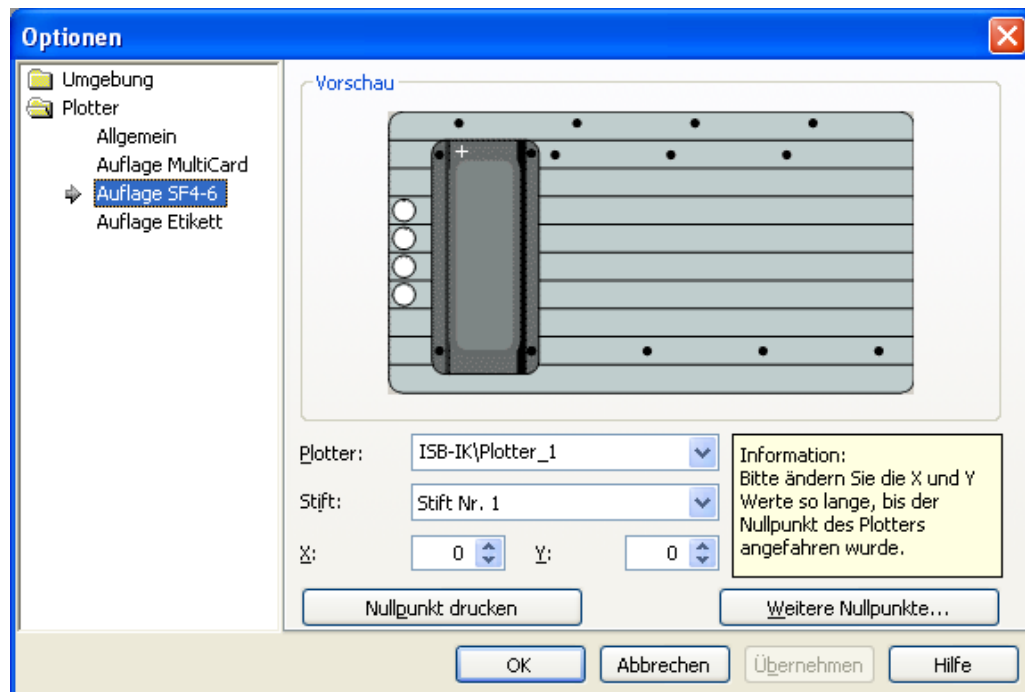 Optionen
Umgebung
Plotter
Allgemein
Auflage MultiCard
Auflage SF4-6
Auflage Etikett
Vorschau
Plotter: ISB-IK\Plotter_1
Stift: Stift Nr. 1
X: 0 Y: 0
Information:
Bitte ändern Sie die X und Y
Werte so lange, bis der
Nullpunkt des Plotters
angefahren wurde.
Nullpunkt drucken Weitere Nullpunkte...
OK Abbrechen Übernehmen Hilfe